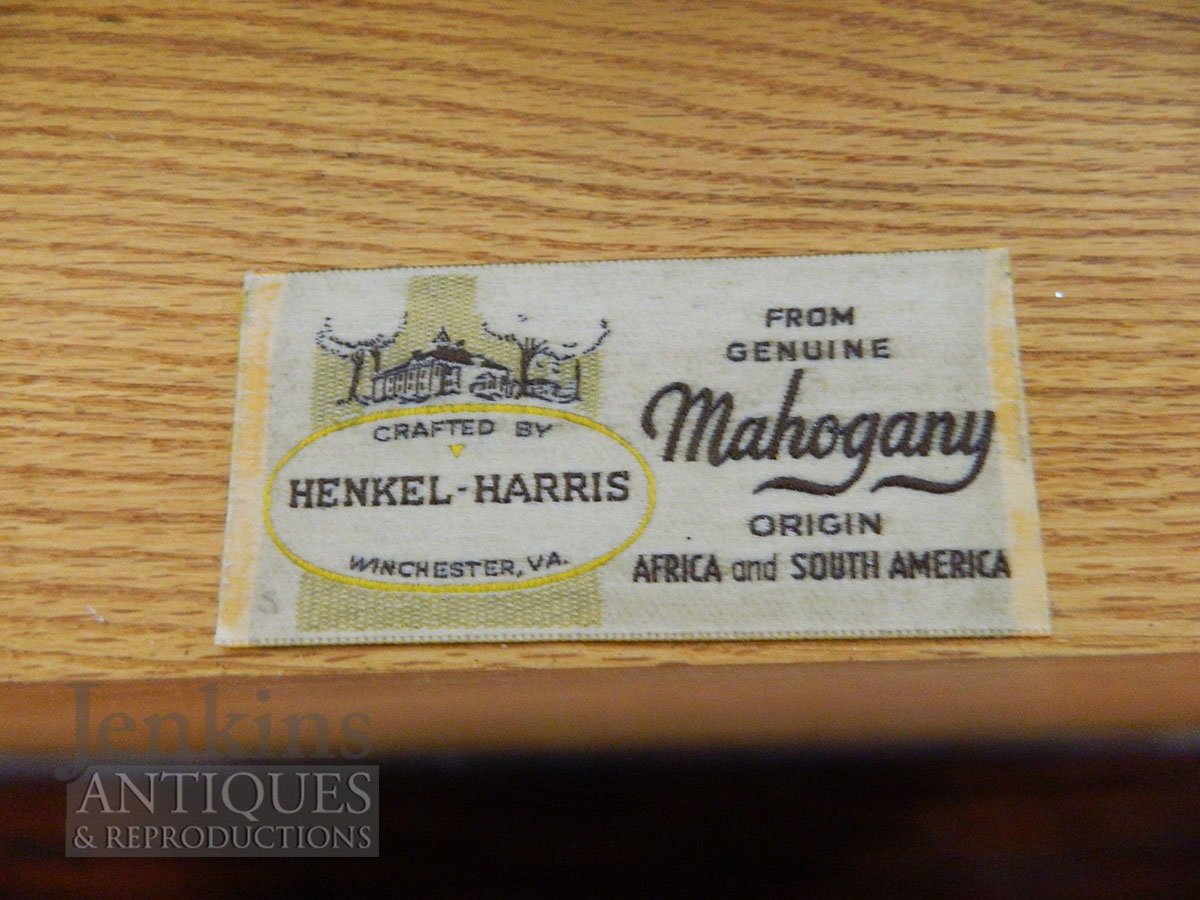 CRAFTED BY
HENKEL-HARRIS
WINCHESTER, VA.
S
FROM
GENUINE
Mahogany
ORIGIN
AFRICA and SOUTH AMERICA
Jenkins
ANTIQUES
& REPRODUCTIONS